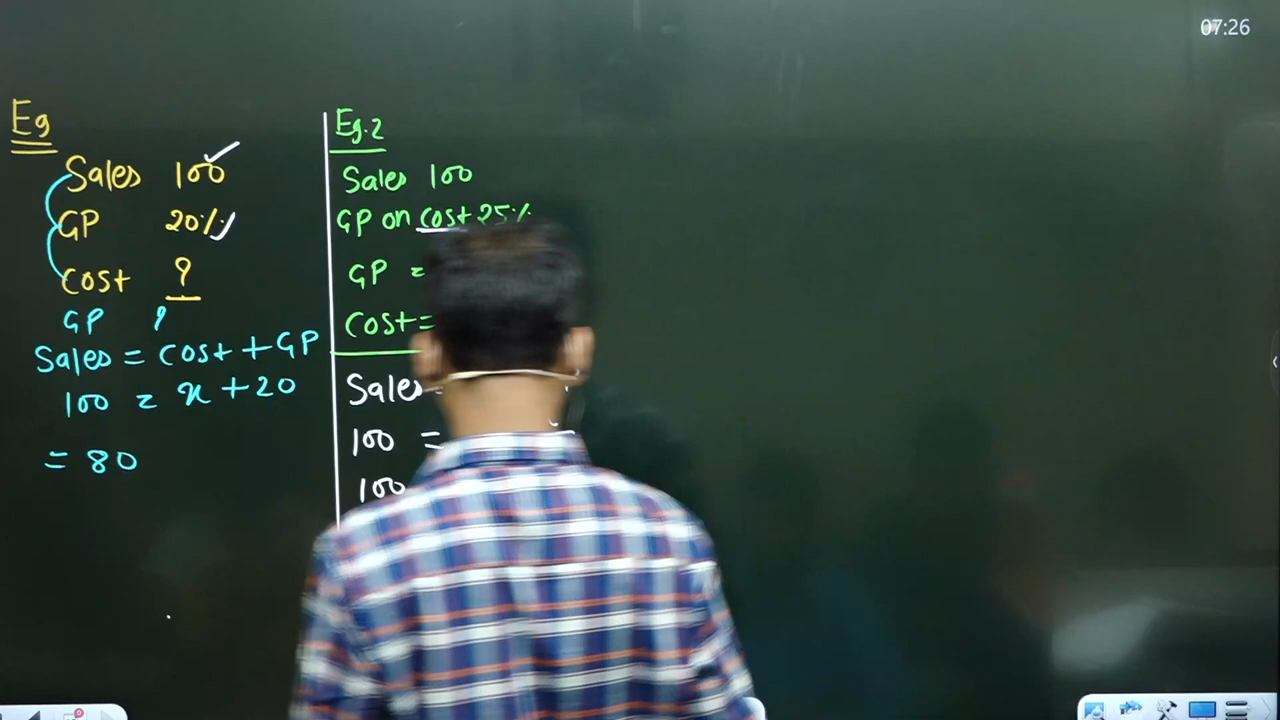 07:26
Eg
Sales 100
GP 20%
Cost ?
GP ?
Sales = Cost + GP
100 = x + 20
= 80
Eg.2
Sales 100
GP on Cost 25%
GP =
Cost =
Sales
100 =
100